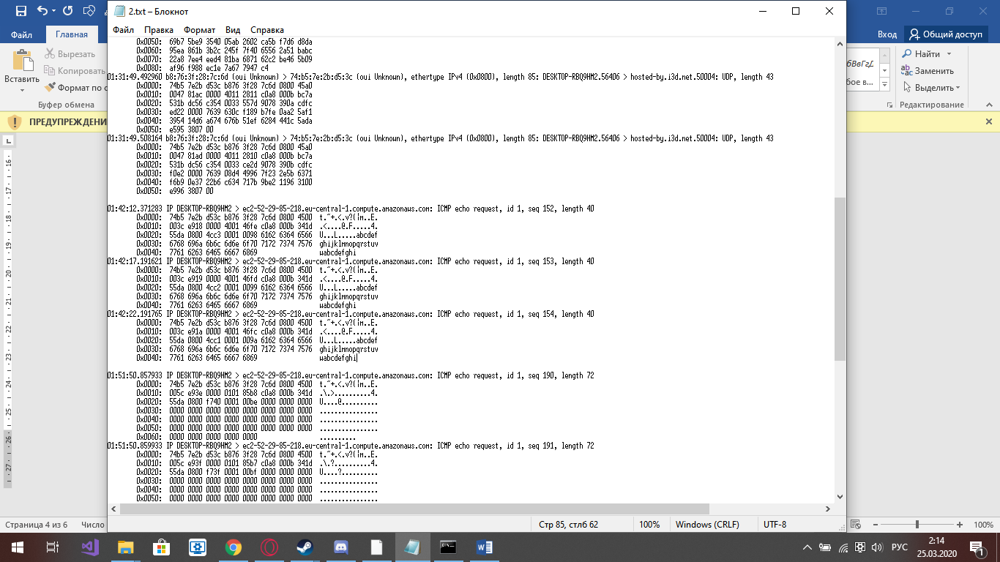 2.txt – Блокнот
Файл Правка Формат Вид Справка
Файл Главная Вход Общий доступ
Вставить
Вырезать
Копировать
Формат по с
Буфер обмена
бВвГгД
бое в...
Найти
Заменить
Выделить
Редактирование
ПРЕДУПРЕЖДЕНИ
0x0050: 69b7 5be9 3540 05ab 2602 ca5b f7d6 d8da
0x0060: 95ea 861b 3b2c 245f 7f40 6556 2a51 babc
0x0070: 22a8 7ee4 eed4 81ba 6871 62c2 be46 5b09
0x0080: af96 f988 ec1e 7a67 7947 c4
01:31:49.492960 b8:76:3f:28:7c:6d (oui Unknown) > 74:b5:7e:2b:d5:3c (oui Unknown), ethertype IPv4 (0x0800), length 85: DESKTOP-RBQ9HM2.56406 > hosted-by.i3d.net.50004: UDP, length 43
0x0000: 74b5 7e2b d53c b876 3f28 7c6d 0800 45a0
0x0010: 0047 81ac 0000 4011 2811 c0a8 000b bc7a
0x0020: 531b dc56 c354 0033 557d 9078 390a cdfc
0x0030: ed22 0000 7639 630c f189 b7fe 0aa2 5af1
0x0040: 3954 14d6 a674 676b 51ef 6284 441c 5ada
0x0050: e595 3807 00
01:31:49.508164 b8:76:3f:28:7c:6d (oui Unknown) > 74:b5:7e:2b:d5:3c (oui Unknown), ethertype IPv4 (0x0800), length 85: DESKTOP-RBQ9HM2.56406 > hosted-by.i3d.net.50004: UDP, length 43
0x0000: 74b5 7e2b d53c b876 3f28 7c6d 0800 45a0
0x0010: 0047 81ad 0000 4011 2810 c0a8 000b bc7a
0x0020: 531b dc56 c354 0033 ce2d 9078 390b cdfc
0x0030: f0e2 0000 7639 08d4 4996 7f23 2e5b 6371
0x0040: f6b9 0e37 22b6 c634 717b 9be2 1196 3100
0x0050: e996 3807 00
01:42:12.371283 IP DESKTOP-RBQ9HM2 > ec2-52-29-85-218.eu-central-1.compute.amazonaws.com: ICMP echo request, id 1, seq 152, length 40
0x0000: 74b5 7e2b d53c b876 3f28 7c6d 0800 4500 t.~+.<.v?(|m..E.
0x0010: 003c e918 0000 4001 46fe c0a8 000b 341d .<....@.F.....4.
0x0020: 55da 0800 4cc3 0001 0098 6162 6364 6566 U...L.....abcdef
0x0030: 6768 696a 6b6c 6d6e 6f70 7172 7374 7576 ghijklmnopqrstuv
0x0040: 7761 6263 6465 6667 6869 wabcdefghi
01:42:17.191621 IP DESKTOP-RBQ9HM2 > ec2-52-29-85-218.eu-central-1.compute.amazonaws.com: ICMP echo request, id 1, seq 153, length 40
0x0000: 74b5 7e2b d53c b876 3f28 7c6d 0800 4500 t.~+.<.v?(|m..E.
0x0010: 003c e919 0000 4001 46fd c0a8 000b 341d .<....@.F.....4.
0x0020: 55da 0800 4cc2 0001 0099 6162 6364 6566 U...L.....abcdef
0x0030: 6768 696a 6b6c 6d6e 6f70 7172 7374 7576 ghijklmnopqrstuv
0x0040: 7761 6263 6465 6667 6869 wabcdefghi
01:42:22.191765 IP DESKTOP-RBQ9HM2 > ec2-52-29-85-218.eu-central-1.compute.amazonaws.com: ICMP echo request, id 1, seq 154, length 40
0x0000: 74b5 7e2b d53c b876 3f28 7c6d 0800 4500 t.~+.<.v?(|m..E.
0x0010: 003c e91a 0000 4001 46fc c0a8 000b 341d .<....@.F.....4.
0x0020: 55da 0800 4cc1 0001 009a 6162 6364 6566 U...L.....abcdef
0x0030: 6768 696a 6b6c 6d6e 6f70 7172 7374 7576 ghijklmnopqrstuv
0x0040: 7761 6263 6465 6667 6869 wabcdefghi
01:51:50.857933 IP DESKTOP-RBQ9HM2 > ec2-52-29-85-218.eu-central-1.compute.amazonaws.com: ICMP echo request, id 1, seq 190, length 72
0x0000: 74b5 7e2b d53c b876 3f28 7c6d 0800 4500 t.~+.<.v?(|m..E.
0x0010: 005c e93e 0000 0101 85b8 c0a8 000b 341d .\.>..........4.
0x0020: 55da 0800 f740 0001 00be 0000 0000 0000 U....@..........
0x0030: 0000 0000 0000 0000 0000 0000 0000 0000 ................
0x0040: 0000 0000 0000 0000 0000 0000 0000 0000 ................
0x0050: 0000 0000 0000 0000 0000 0000 0000 0000 ................
0x0060: 0000 0000 0000 0000 0000 ..........
01:51:50.859933 IP DESKTOP-RBQ9HM2 > ec2-52-29-85-218.eu-central-1.compute.amazonaws.com: ICMP echo request, id 1, seq 191, length 72
0x0000: 74b5 7e2b d53c b876 3f28 7c6d 0800 4500 t.~+.<.v?(|m..E.
0x0010: 005c e93f 0000 0101 85b7 c0a8 000b 341d .\.?..........4.
0x0020: 55da 0800 f73f 0001 00bf 0000 0000 0000 U....?..........
0x0030: 0000 0000 0000 0000 0000 0000 0000 0000 ................
0x0040: 0000 0000 0000 0000 0000 0000 0000 0000 ................
0x0050: 0000 0000 0000 0000 0000 0000 0000 0000 ................
Стр 85, стлб 62 100% Windows (CRLF) UTF-8
Страница 4 из 6 Число 100%
РУС
2:14
25.03.2020
1
16
17
18
19
20
21
22
23
24
25
26
27